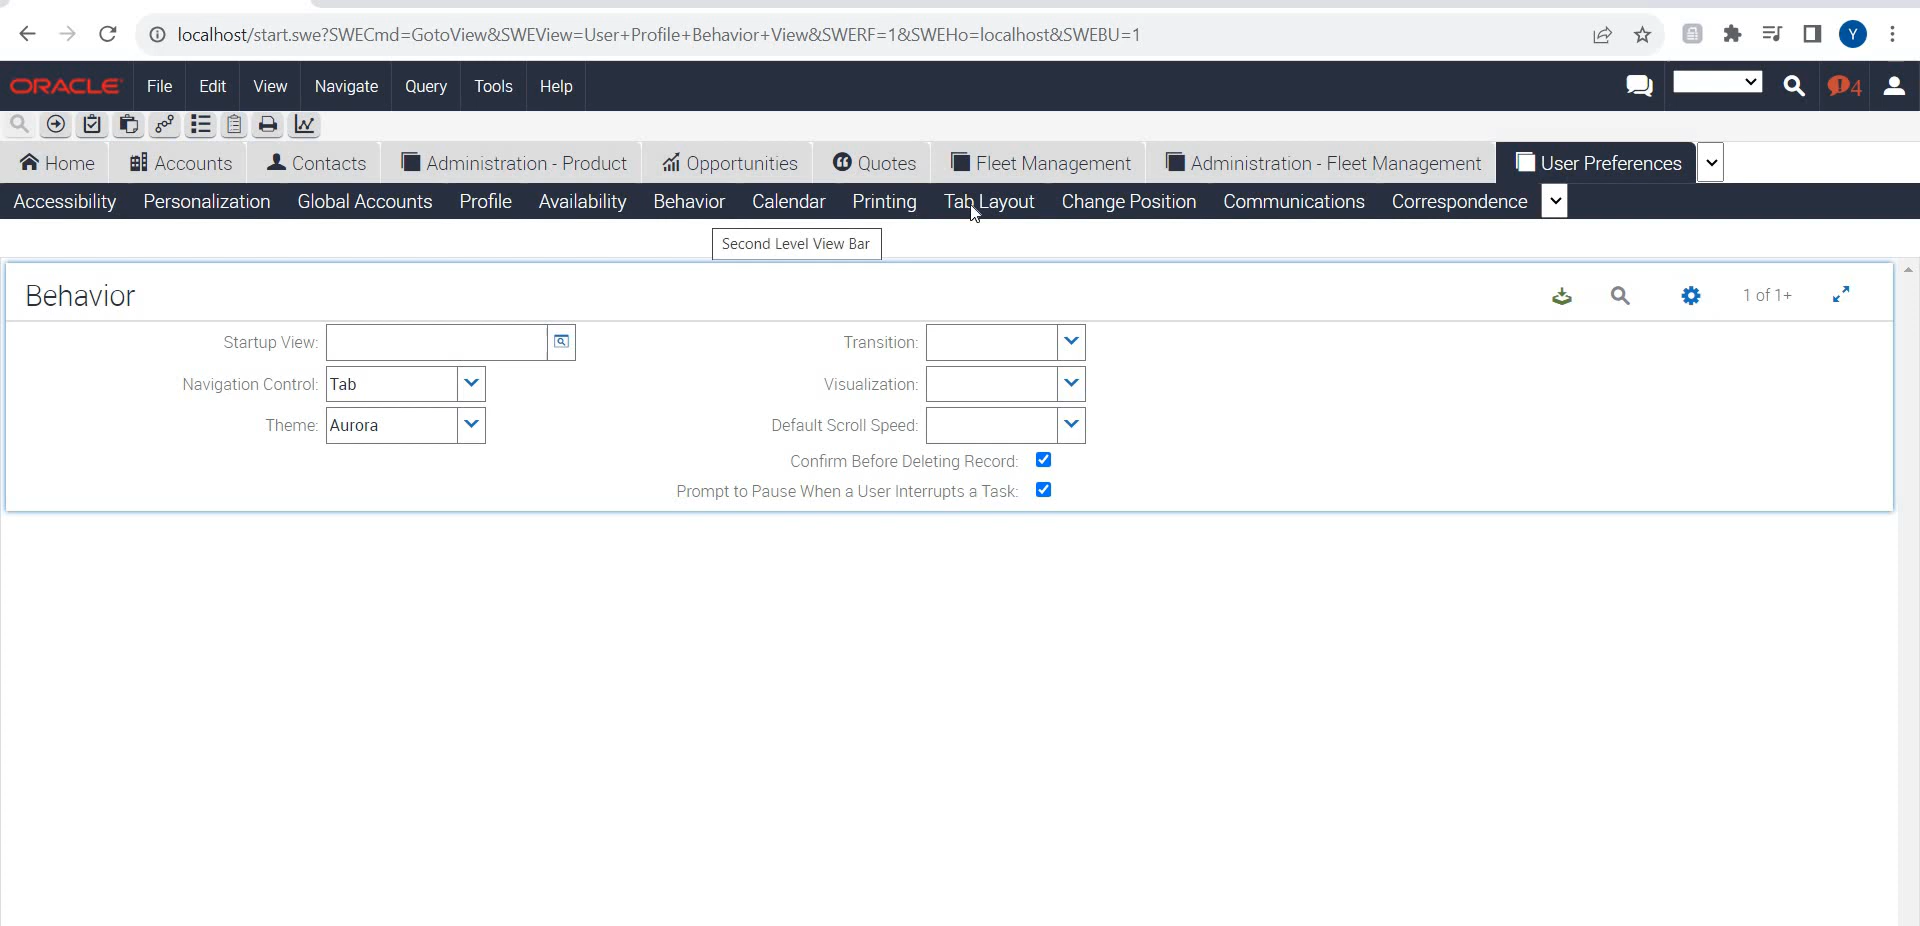 localhost/start.swe?SWECmd=GotoView&SWEView=User+Profile+Behavior+View&SWERF=1&SWEHo=localhost&SWEBU=1 Y
ORACLE File Edit View Navigate Query Tools Help 4
Home Accounts Contacts Administration - Product Opportunities Quotes Fleet Management Administration - Fleet Management User Preferences
Accessibility Personalization Global Accounts Profile Availability Behavior Calendar Printing Tab Layout Change Position Communications Correspondence
Second Level View Bar
Behavior 1 of 1+
Startup View: Transition:
Navigation Control: Tab Visualization:
Theme: Aurora Default Scroll Speed:
Confirm Before Deleting Record:
Prompt to Pause When a User Interrupts a Task: